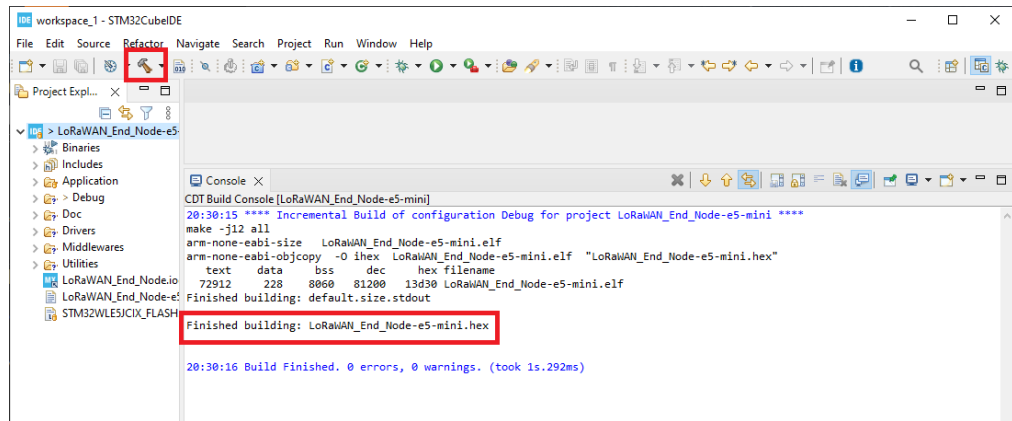 IDE workspace_1 - STM32CubeIDE
File Edit Source Refactor Navigate Search Project Run Window Help
Project Expl...
IDE > LoRaWAN_End_Node-e5-
Binaries
Includes
Application
> Debug
Doc
Drivers
Middlewares
Utilities
MX LoRaWAN_End_Node.io
LoRaWAN_End_Node-e5
STM32WLE5JCIX_FLASH
Console
CDT Build Console [LoRaWAN_End_Node-e5-mini]
20:30:15 **** Incremental Build of configuration Debug for project LoRaWAN_End_Node-e5-mini ****
make -j12 all
arm-none-eabi-size LoRaWAN_End_Node-e5-mini.elf
arm-none-eabi-objcopy -O ihex LoRaWAN_End_Node-e5-mini.elf "LoRaWAN_End_Node-e5-mini.hex"
text data bss dec hex filename
72912 228 8060 81200 13d30 LoRaWAN_End_Node-e5-mini.elf
Finished building: default.size.stdout
Finished building: LoRaWAN_End_Node-e5-mini.hex
20:30:16 Build Finished. 0 errors, 0 warnings. (took 1s.292ms)